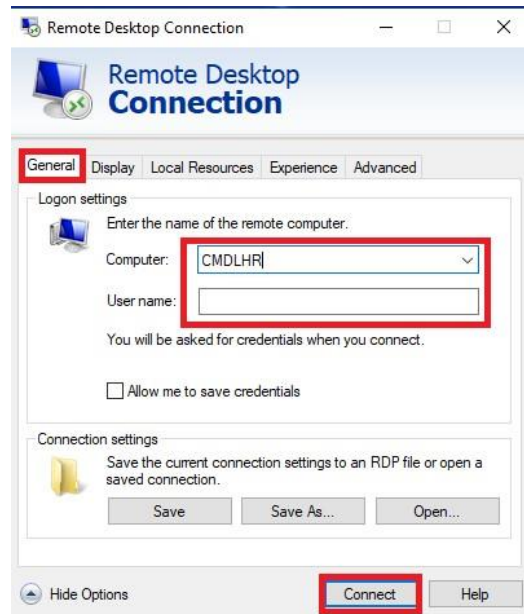 Remote Desktop Connection
Remote Desktop
Connection
General Display Local Resources Experience Advanced
Logon settings
Enter the name of the remote computer.
Computer: CMDLHR
User name:
You will be asked for credentials when you connect.
Allow me to save credentials
Connection settings
Save the current connection settings to an RDP file or open a
saved connection.
Save Save As... Open...
Hide Options Connect Help